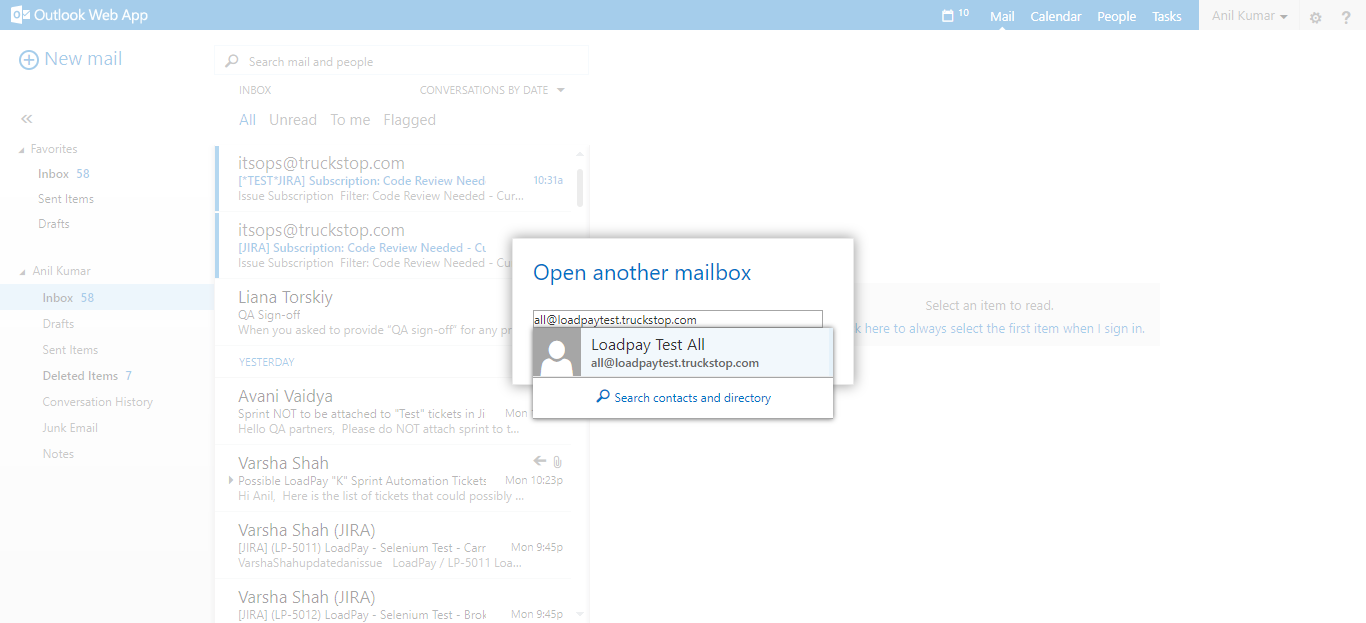 Outlook Web App
10
Mail Calendar People Tasks Anil Kumar ?
New mail
Search mail and people
INBOX CONVERSATIONS BY DATE
All Unread To me Flagged
Favorites
Inbox 58
Sent Items
Drafts
Anil Kumar
Inbox 58
Drafts
Sent Items
Deleted Items 7
Conversation History
Junk Email
Notes
itsops@truckstop.com
[*TEST*JIRA] Subscription: Code Review Need 10:31a
Issue Subscription Filter: Code Review Needed - Cur...
itsops@truckstop.com
[JIRA] Subscription: Code Review Needed - Cu
Issue Subscription Filter: Code Review Needed - Cu
Liana Torskiy
QA Sign-off
When you asked to provide "QA sign-off" for any pr
YESTERDAY
Avani Vaidya
Sprint NOT to be attached to "Test" tickets in Ji Mon
Hello QA partners, Please do NOT attach sprint to t...
Varsha Shah
Possible LoadPay "K" Sprint Automation Tickets Mon 10:23p
Hi Anil, Here is the list of tickets that could possibly ...
Varsha Shah (JIRA)
[JIRA] (LP-5011) LoadPay - Selenium Test - Carr Mon 9:45p
VarshaShahupdatedanissue LoadPay / LP-5011 Loa...
Varsha Shah (JIRA)
[JIRA] (LP-5012) LoadPay - Selenium Test - Brok Mon 9:45p
Open another mailbox
all@loadpaytest.truckstop.com
Loadpay Test All
all@loadpaytest.truckstop.com
Search contacts and directory
Select an item to read.
k here to always select the first item when I sign in.